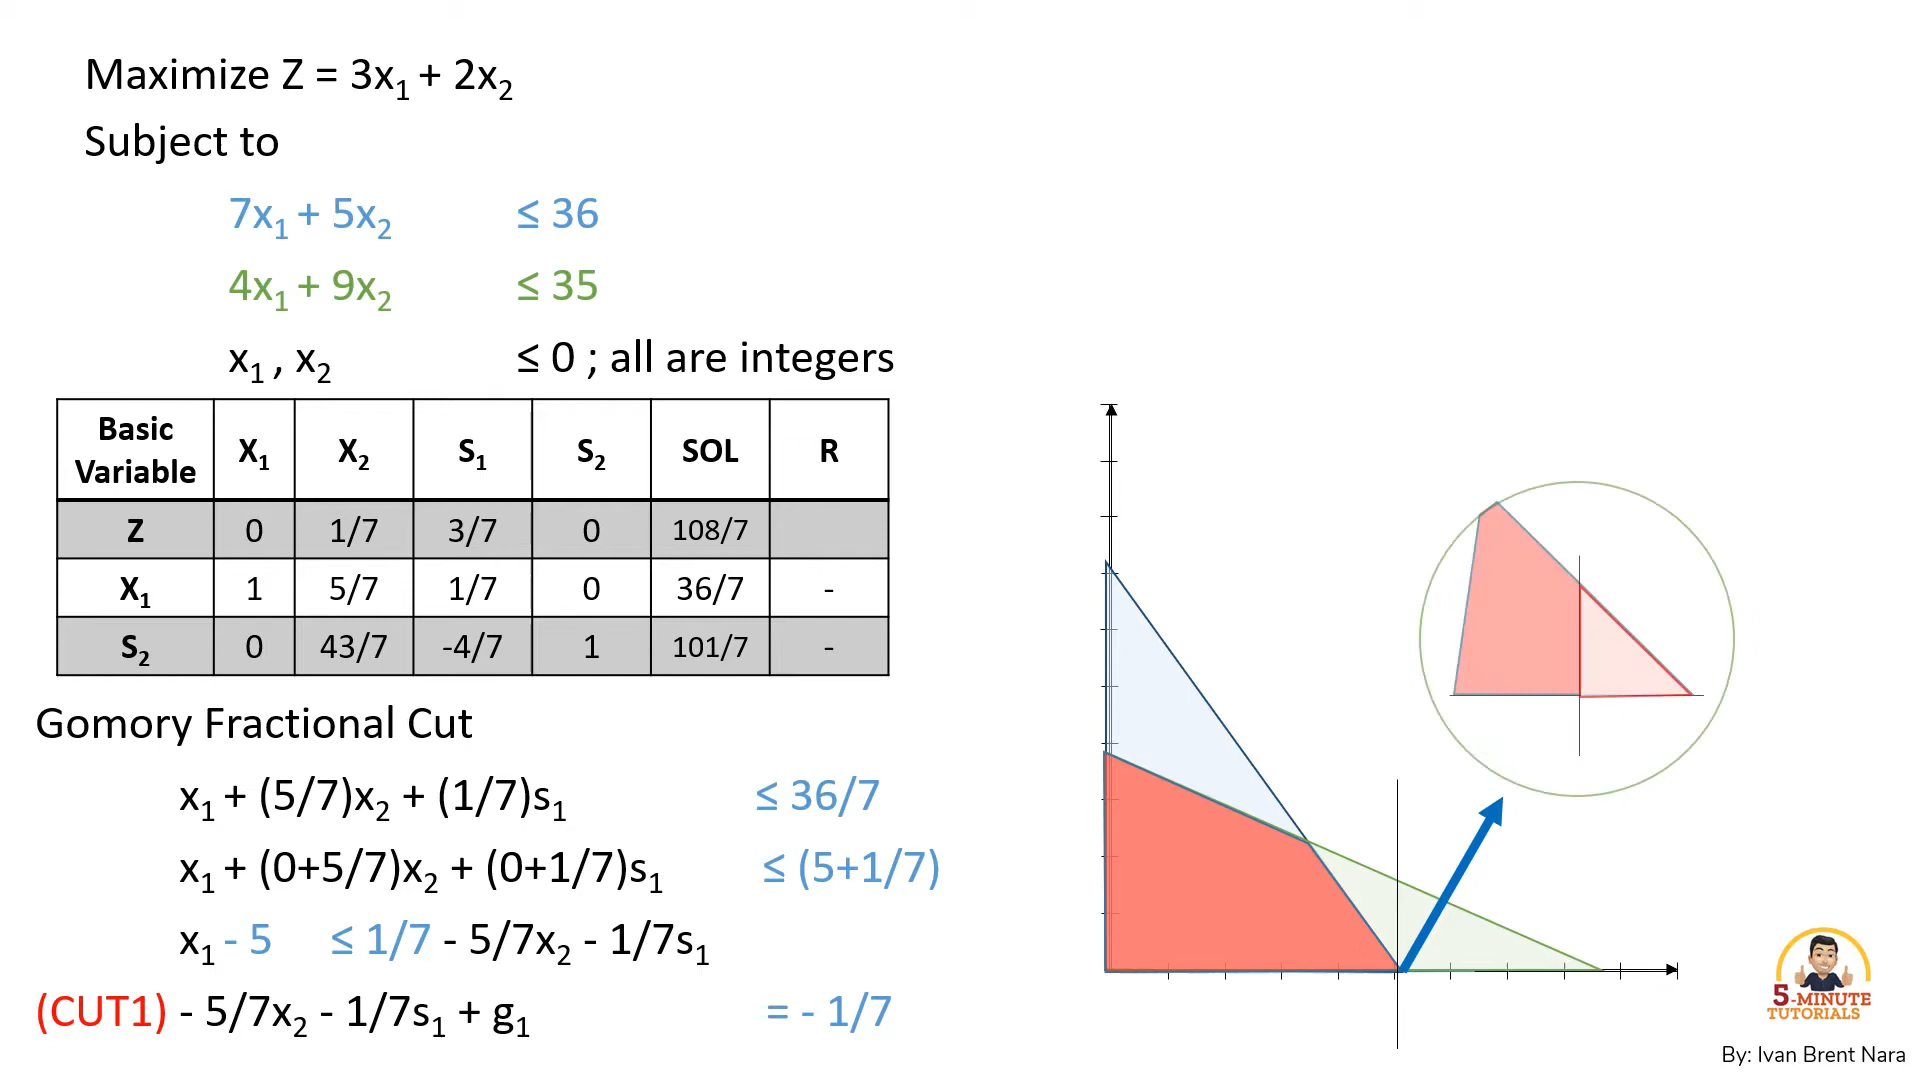 Maximize Z = 3x₁ + 2x₂
Subject to
7x₁ + 5x₂ ≤ 36
4x₁ + 9x₂ ≤ 35
x₁ , x₂ ≤ 0 ; all are integers
Basic Variable X₁ X₂ S₁ S₂ SOL R
Z 0 1/7 3/7 0 108/7
X₁ 1 5/7 1/7 0 36/7 -
S₂ 0 43/7 -4/7 1 101/7 -
Gomory Fractional Cut
x₁ + (5/7)x₂ + (1/7)s₁ ≤ 36/7
x₁ + (0+5/7)x₂ + (0+1/7)s₁ ≤ (5+1/7)
x₁ - 5 ≤ 1/7 - 5/7x₂ - 1/7s₁
(CUT1) - 5/7x₂ - 1/7s₁ + g₁ = - 1/7
5-MINUTE
TUTORIALS
By: Ivan Brent Nara